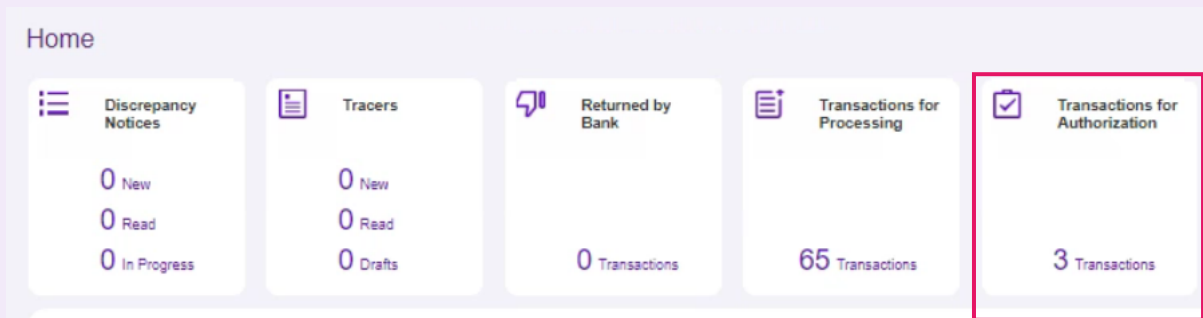 Home
Discrepancy
Notices
0 New
0 Read
0 In Progress
Tracers
0 New
0 Read
0 Drafts
Returned by
Bank
0 Transactions
Transactions for
Processing
65 Transactions
Transactions for
Authorization
3 Transactions